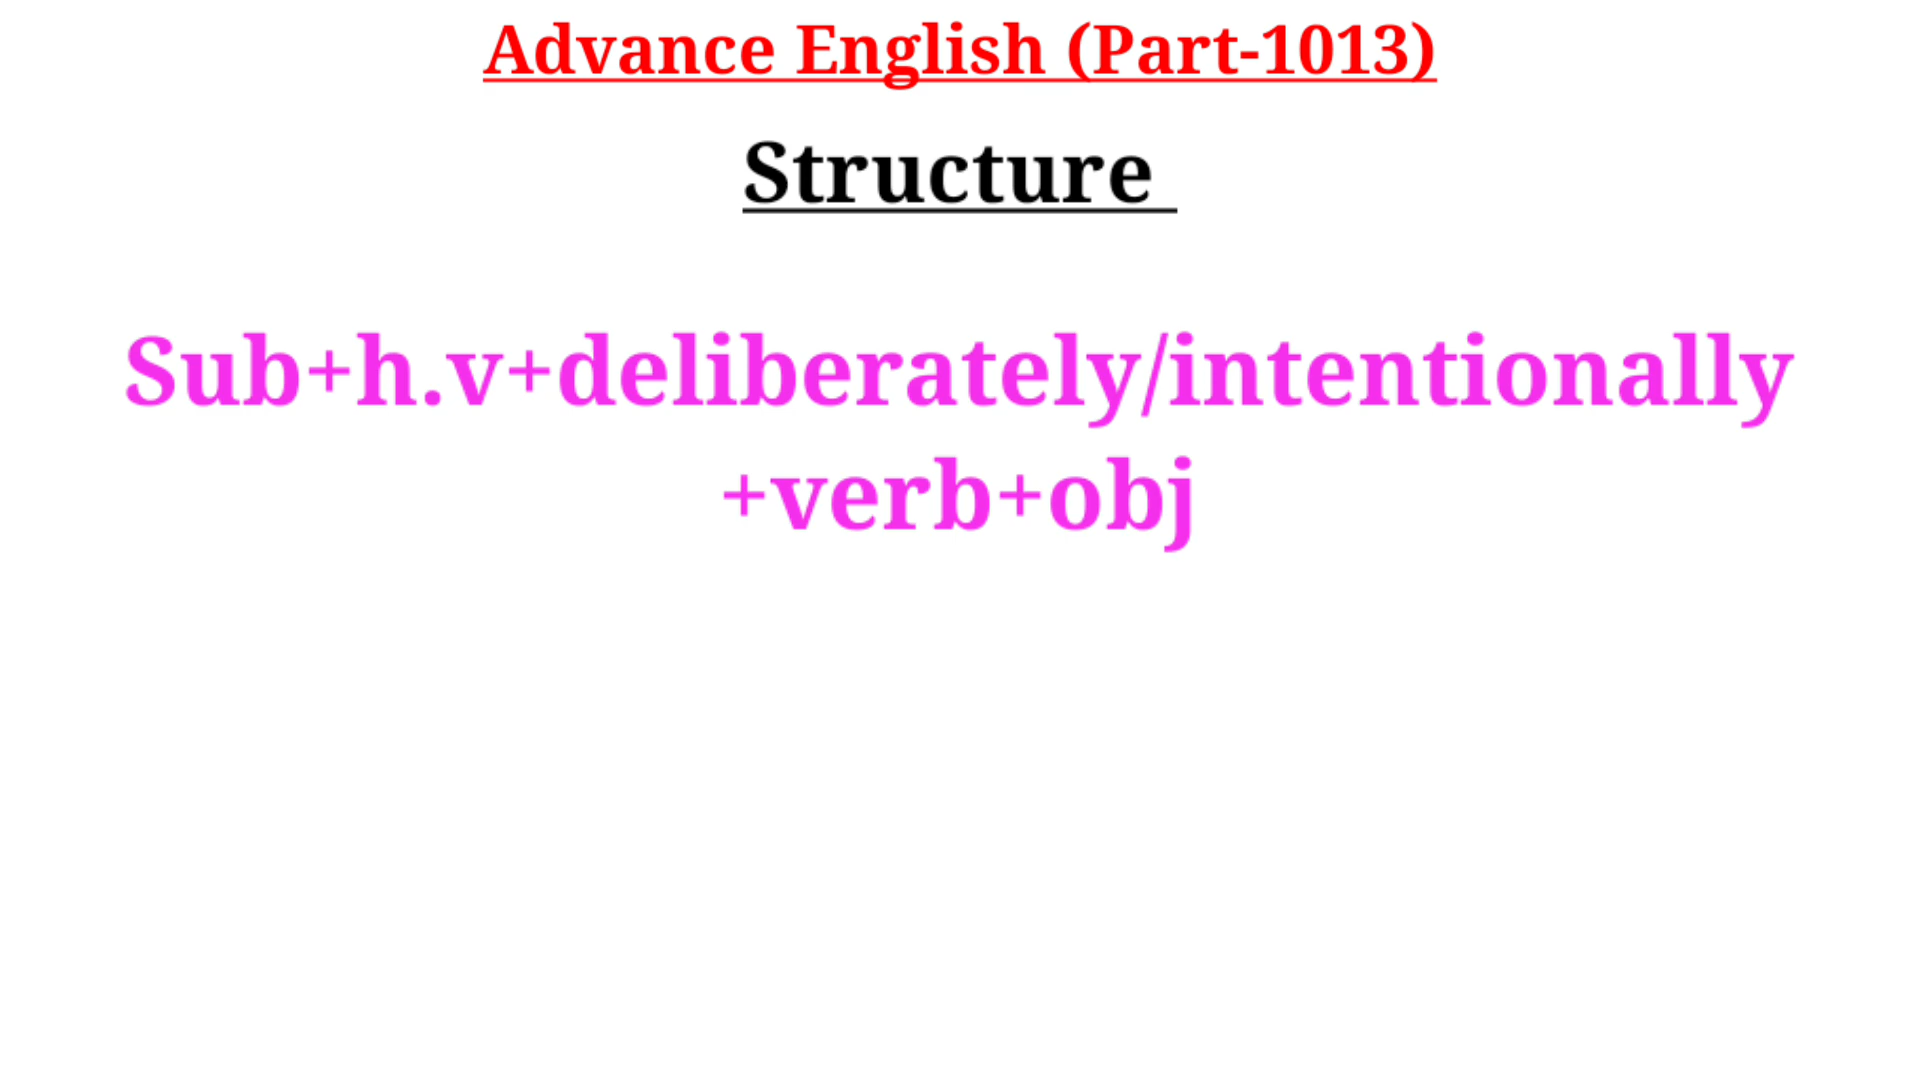 Advance English (Part-1013)
Structure
Sub+h.v+deliberately/intentionally
+verb+obj